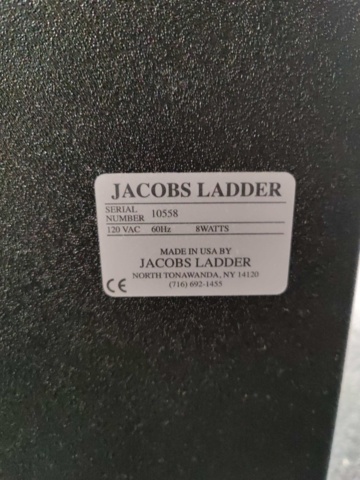 JACOBS LADDER
SERIAL
NUMBER 10558
120 VAC 60Hz 8WATTS
MADE IN USA BY
JACOBS LADDER
NORTH TONAWANDA, NY 14120
(716) 692-1455
CE